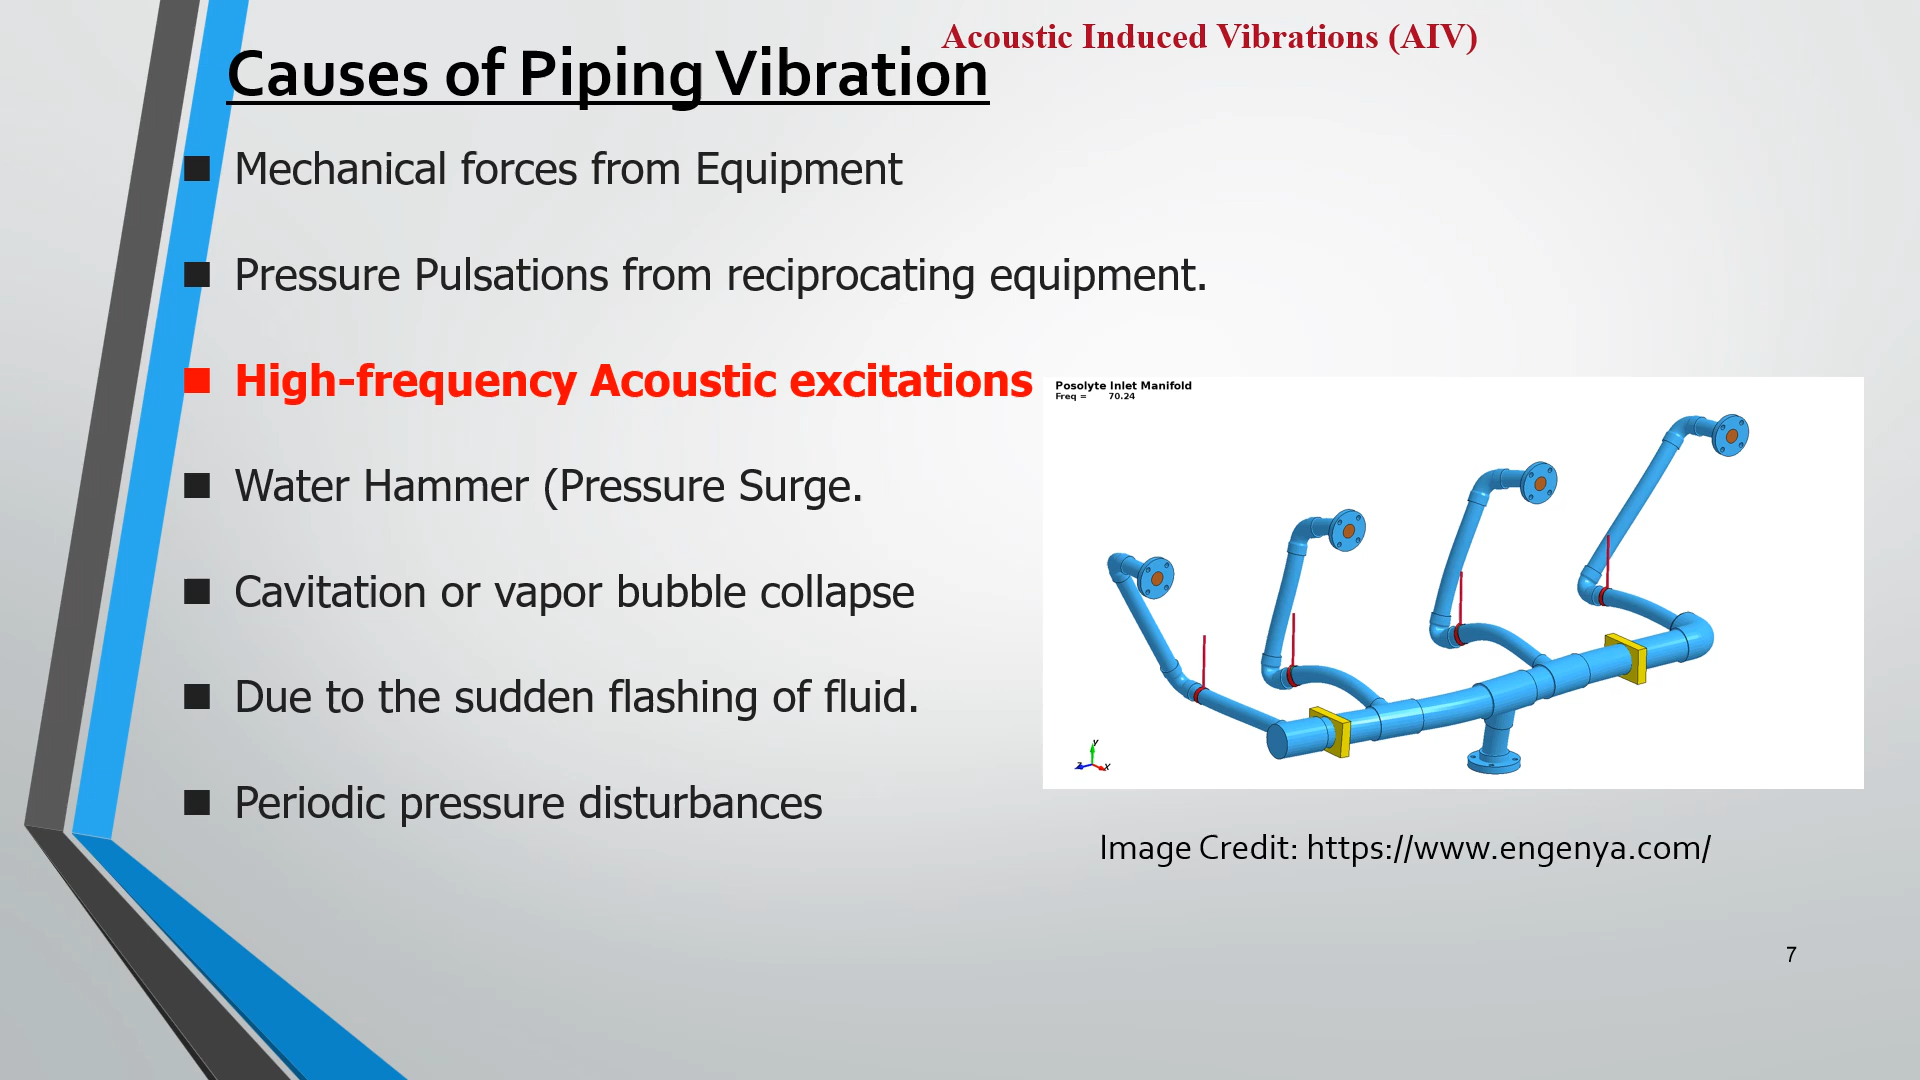 Acoustic Induced Vibrations (AIV)
Causes of Piping Vibration
Mechanical forces from Equipment
Pressure Pulsations from reciprocating equipment.
High-frequency Acoustic excitations
Water Hammer (Pressure Surge.
Cavitation or vapor bubble collapse
Due to the sudden flashing of fluid.
Periodic pressure disturbances
Posolyte Inlet Manifold
Freq = 70.24
y
z
x
Image Credit: https://www.engenya.com/
7